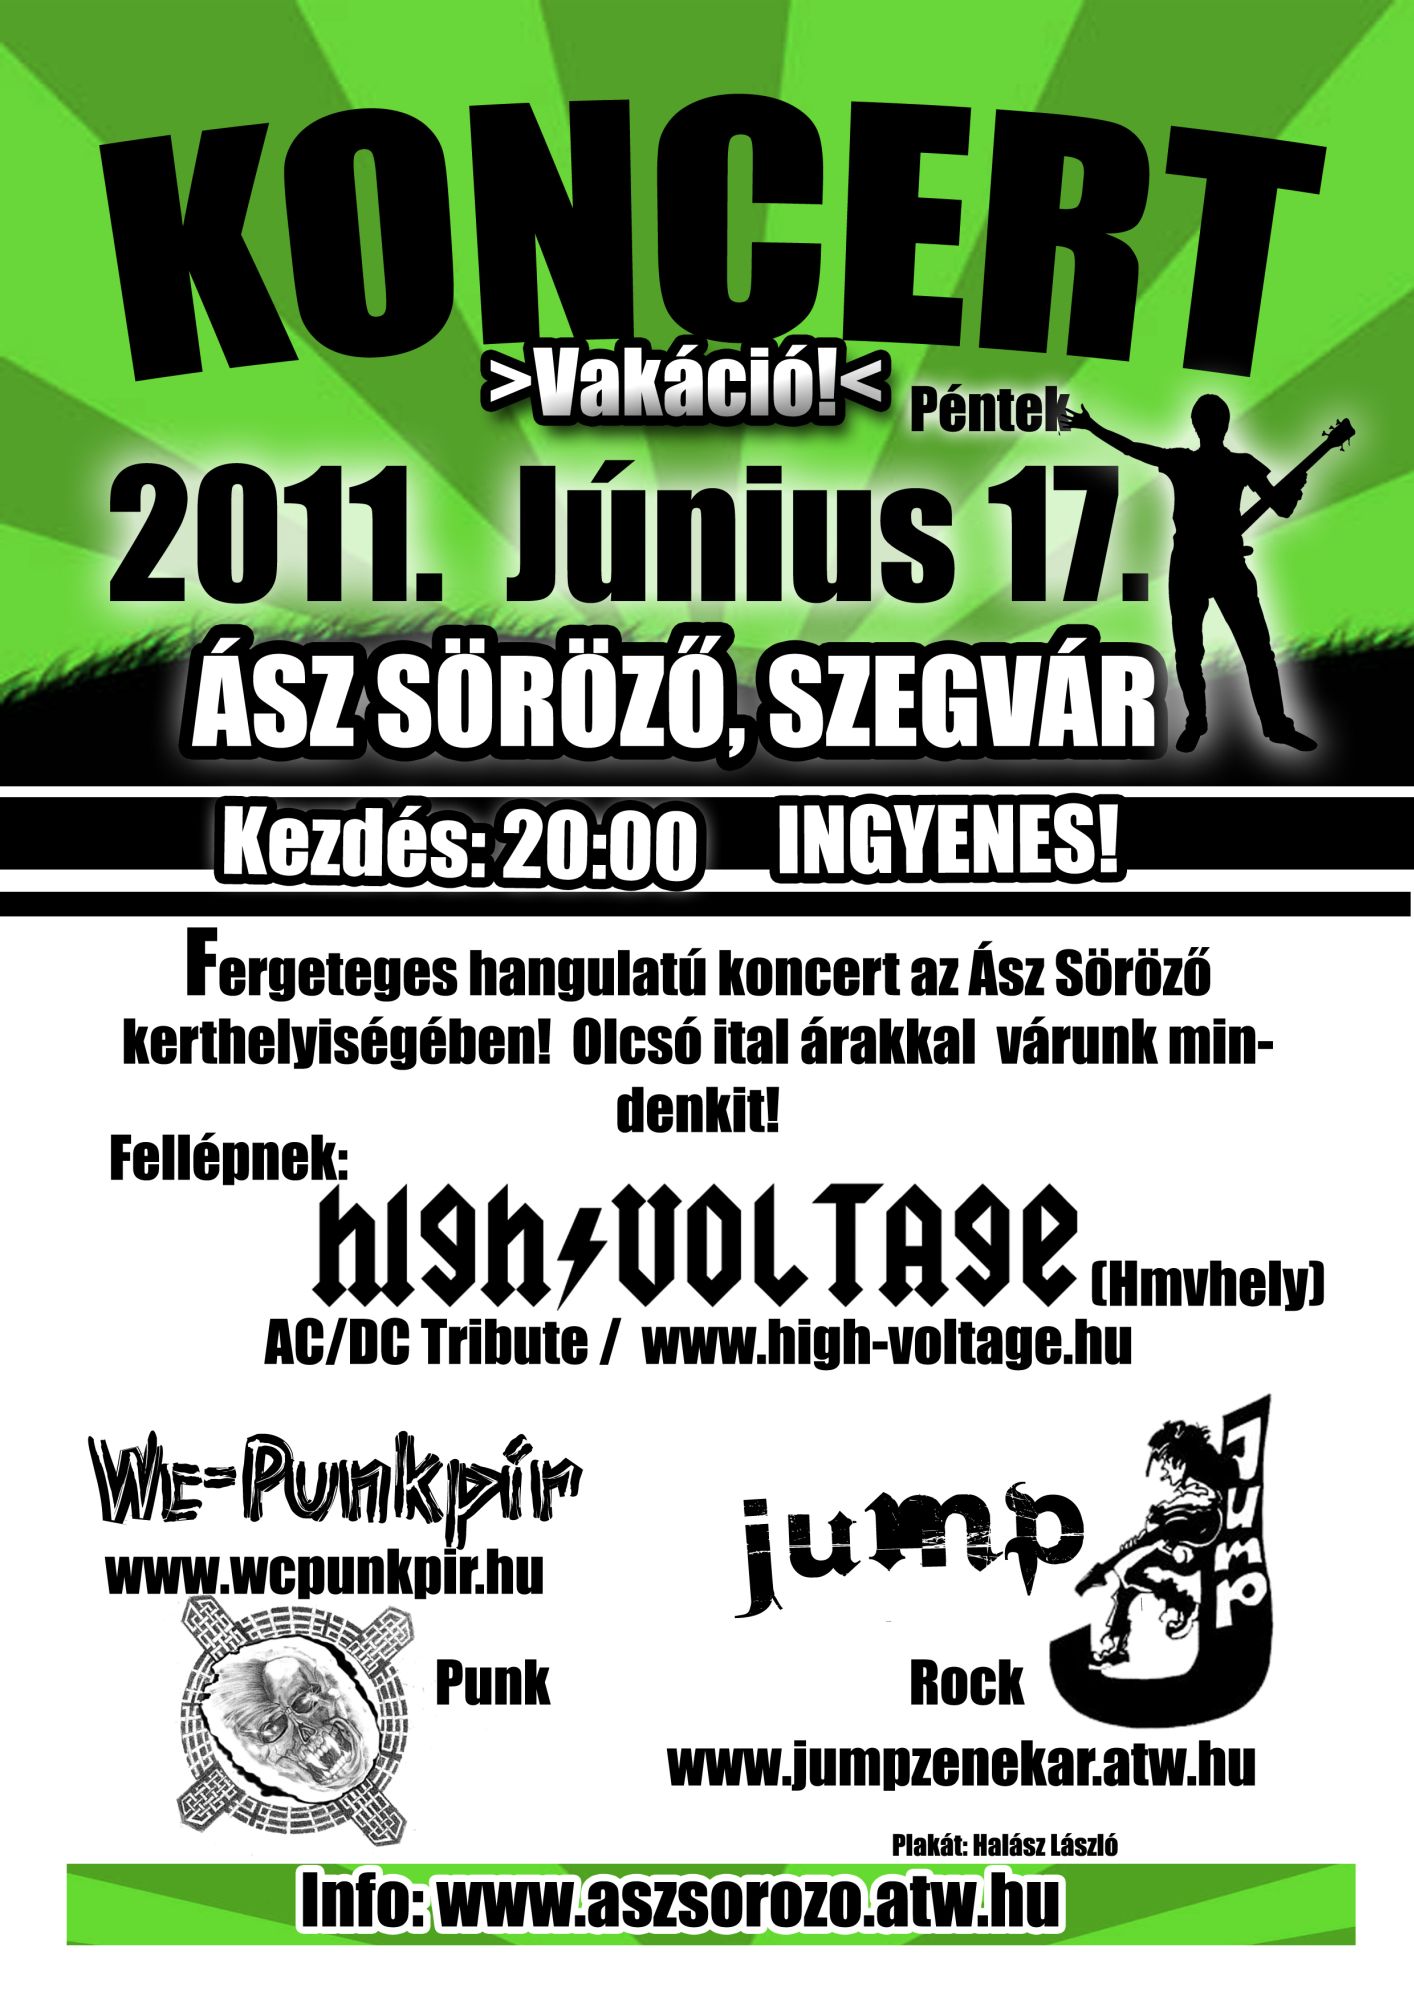 KONCERT
>Vakáció!<
Péntek
2011. Június 17.
ÁSZ SÖRÖZŐ, SZEGVÁR
Kezdés: 20:00 INGYENES!
Fergeteges hangulatú koncert az Ász Söröző
kerthelyiségében! Olcsó ital árakkal várunk min-
denkit!
Fellépnek:
HIGH VOLTAGE (Hmvhely)
AC/DC Tribute / www.high-voltage.hu
Wc=Punkpír
www.wcpunkpir.hu
Punk
jump
Jump
Rock
www.jumpzenekar.atw.hu
Plakát: Halász László
Info: www.aszsorozo.atw.hu